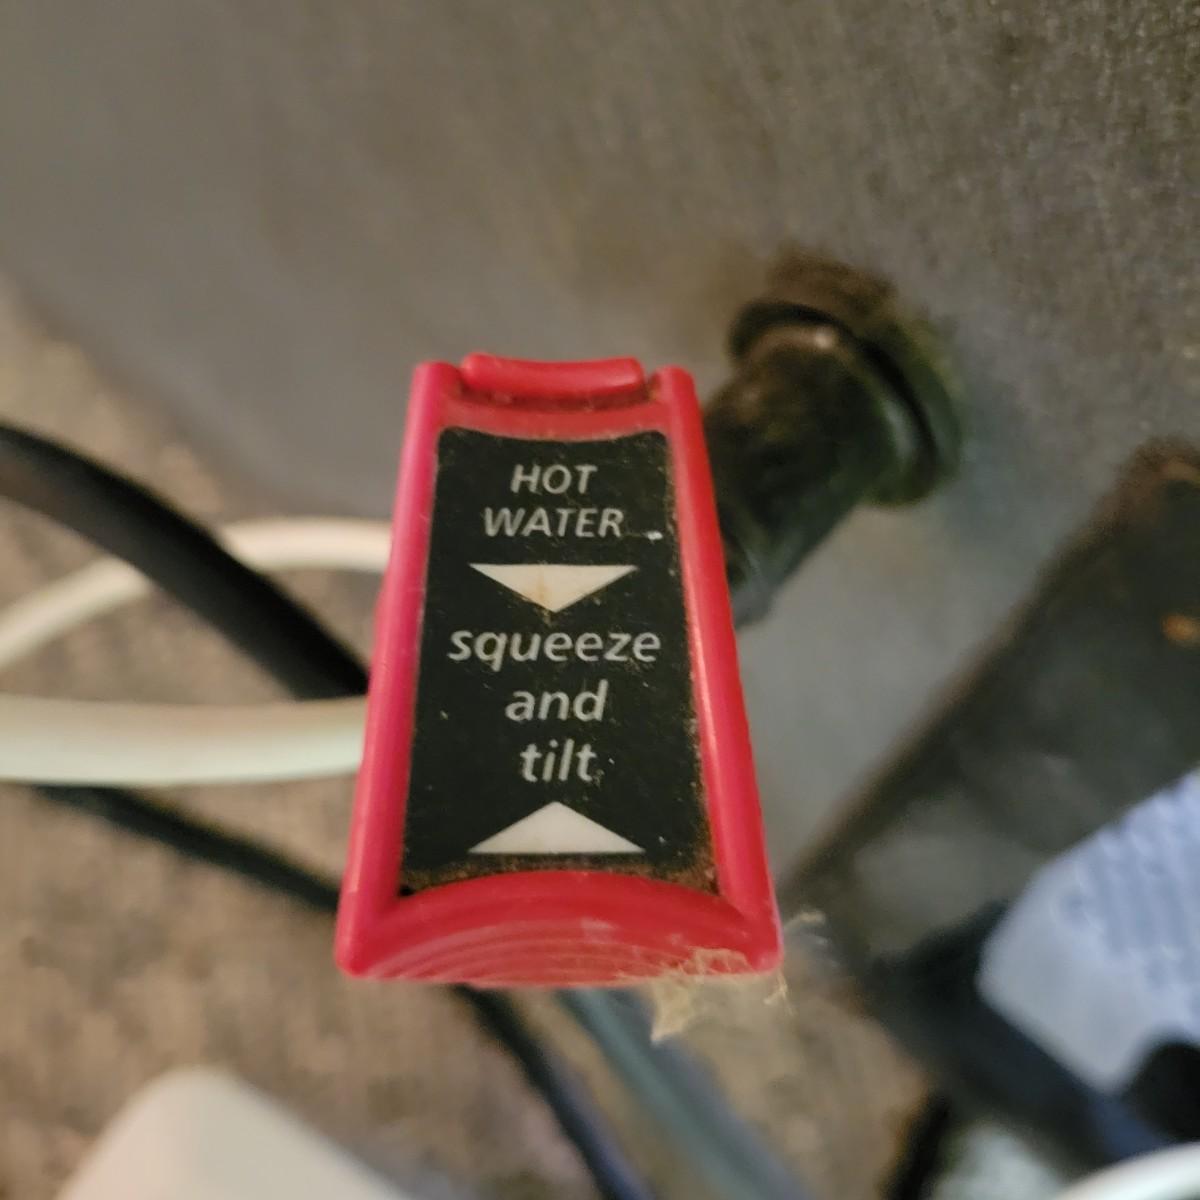 HOT
WATER
squeeze
and
tilt